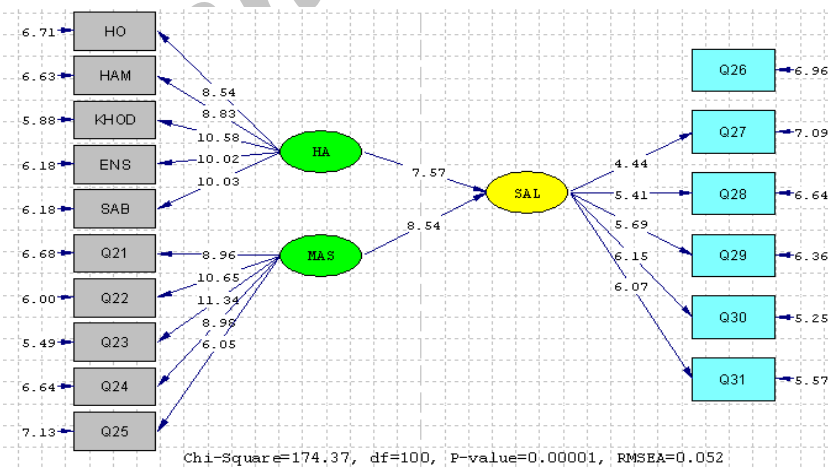 6.71 HO
6.63 HAM
5.88 KHOD
6.18 ENS
6.18 SAB
6.68 Q21
6.00 Q22
5.49 Q23
6.64 Q24
7.13 Q25
8.54
8.83
10.58
10.02
10.03
8.96
10.65
11.34
8.98
6.05
HA
MAS
7.57
8.54
SAL
4.44
5.41
5.69
6.15
6.07
Q26 6.96
Q27 7.09
Q28 6.64
Q29 6.36
Q30 5.25
Q31 5.57
Chi-Square=174.37, df=100, P-value=0.00001, RMSEA=0.052